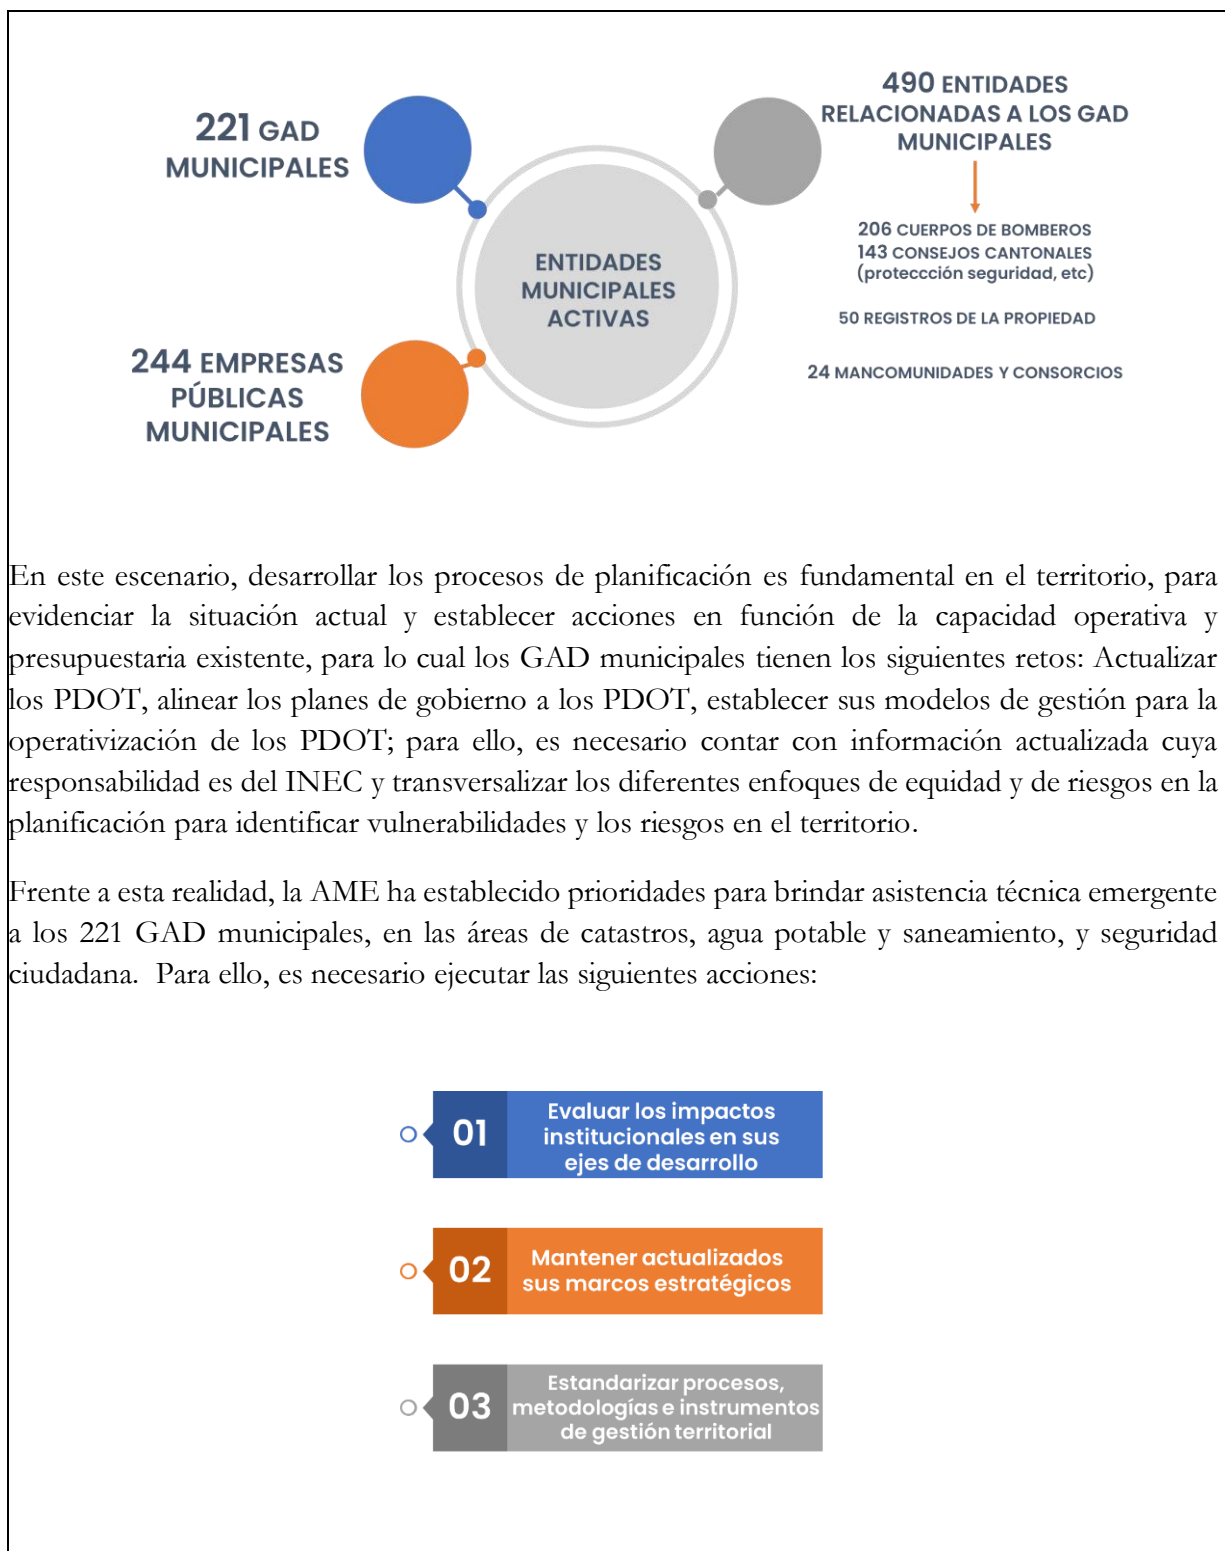 221 GAD
MUNICIPALES
490 ENTIDADES
RELACIONADAS A LOS GAD
MUNICIPALES
206 CUERPOS DE BOMBEROS
143 CONSEJOS CANTONALES
(proteccción seguridad, etc)
50 REGISTROS DE LA PROPIEDAD
24 MANCOMUNIDADES Y CONSORCIOS
ENTIDADES
MUNICIPALES
ACTIVAS
244 EMPRESAS
PÚBLICAS
MUNICIPALES
En este escenario, desarrollar los procesos de planificación es fundamental en el territorio, para
evidenciar la situación actual y establecer acciones en función de la capacidad operativa y
presupuestaria existente, para lo cual los GAD municipales tienen los siguientes retos: Actualizar
los PDOT, alinear los planes de gobierno a los PDOT, establecer sus modelos de gestión para la
operativización de los PDOT; para ello, es necesario contar con información actualizada cuya
responsabilidad es del INEC y transversalizar los diferentes enfoques de equidad y de riesgos en la
planificación para identificar vulnerabilidades y los riesgos en el territorio.
Frente a esta realidad, la AME ha establecido prioridades para brindar asistencia técnica emergente
a los 221 GAD municipales, en las áreas de catastros, agua potable y saneamiento, y seguridad
ciudadana. Para ello, es necesario ejecutar las siguientes acciones:
01
Evaluar los impactos
institucionales en sus
ejes de desarrollo
02
Mantener actualizados
sus marcos estratégicos
03
Estandarizar procesos,
metodologías e instrumentos
de gestión territorial